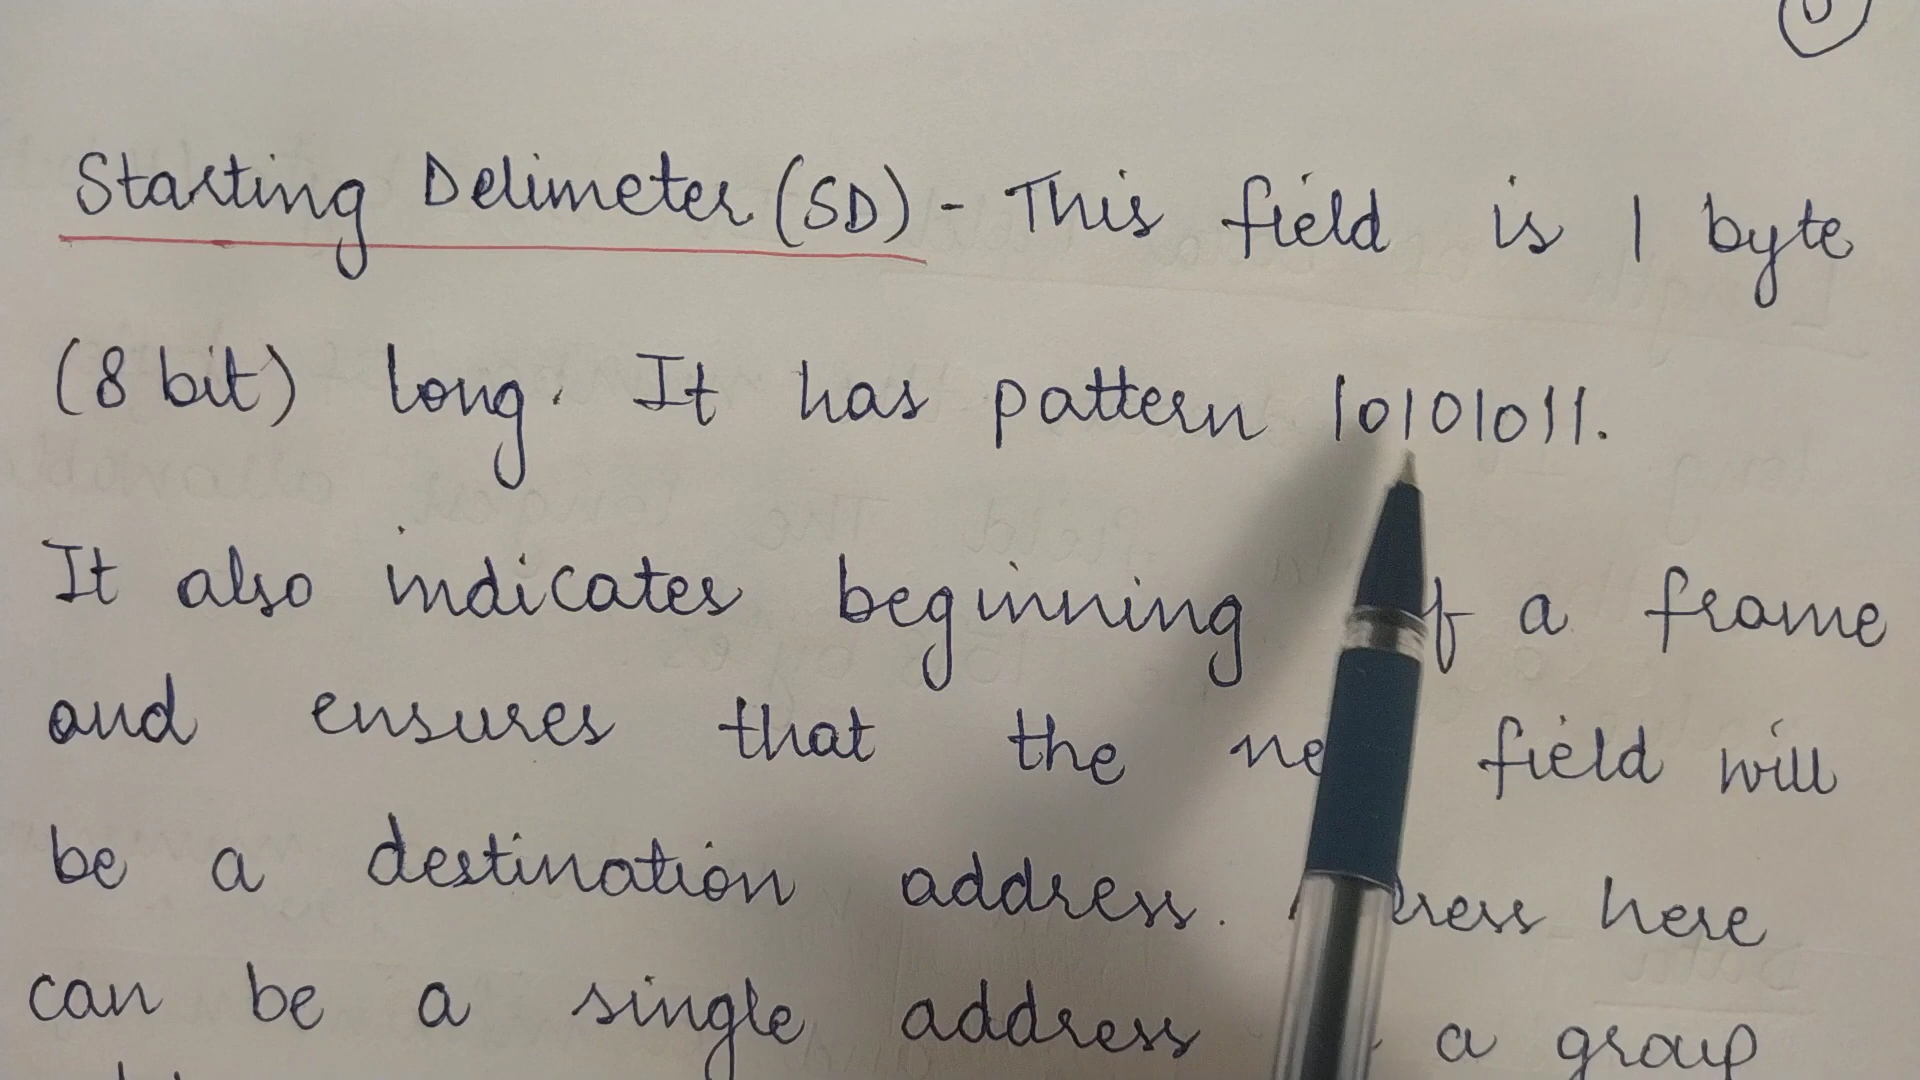 Starting Delimeter (SD) - This field is 1 byte
(8 bit) long. It has pattern 10101011.
It also indicates beginning a frame
and ensures that the field will
be a destination address. here
can be a single address a group